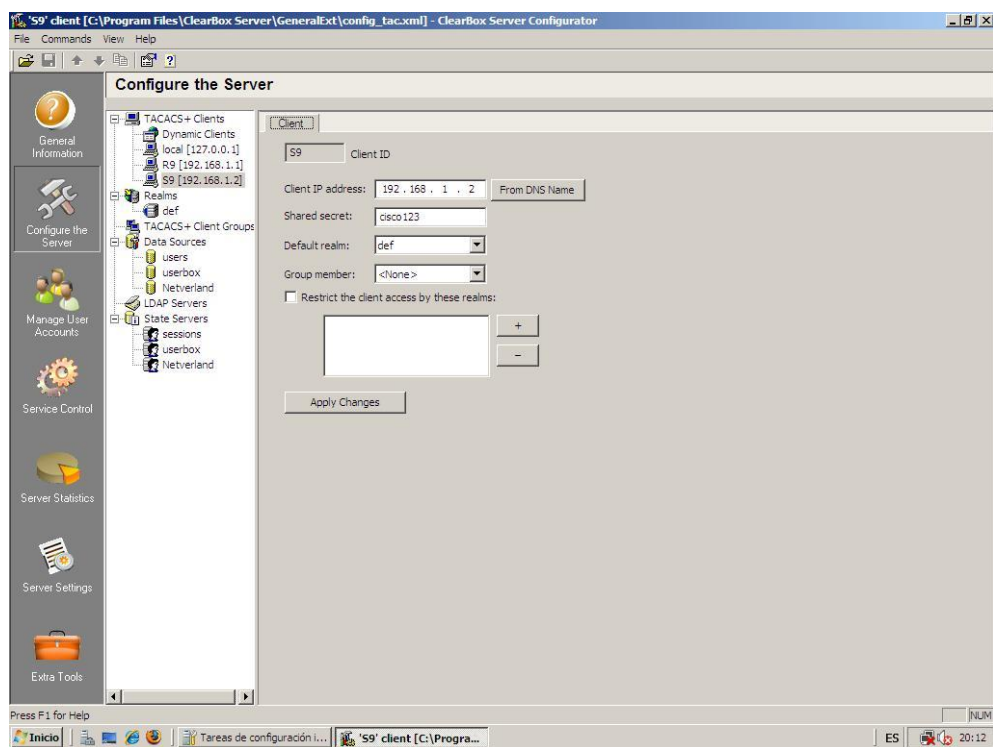 'S9' client [C:\Program Files\ClearBox Server\GeneralExt\config_tac.xml] - ClearBox Server Configurator
File Commands View Help
Configure the Server
General Information
Configure the Server
Manage User Accounts
Service Control
Server Statistics
Server Settings
Extra Tools
TACACS+ Clients
Dynamic Clients
local [127.0.0.1]
R9 [192.168.1.1]
S9 [192.168.1.2]
Realms
def
TACACS+ Client Groups
Data Sources
users
userbox
Netverland
LDAP Servers
State Servers
sessions
userbox
Netverland
Client
S9 Client ID
Client IP address: 192 . 168 . 1 . 2 From DNS Name
Shared secret: cisco123
Default realm: def
Group member: <None>
Restrict the client access by these realms:
+
-
Apply Changes
Press F1 for Help NUM
Inicio Tareas de configuración i... 'S9' client [C:\Progra... ES 20:12